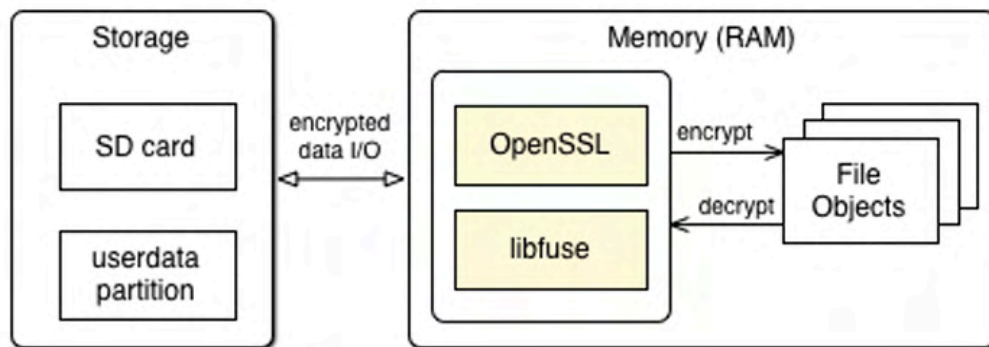 Storage
SD card
userdata
partition
encrypted
data I/O
Memory (RAM)
OpenSSL
libfuse
encrypt
decrypt
File
Objects